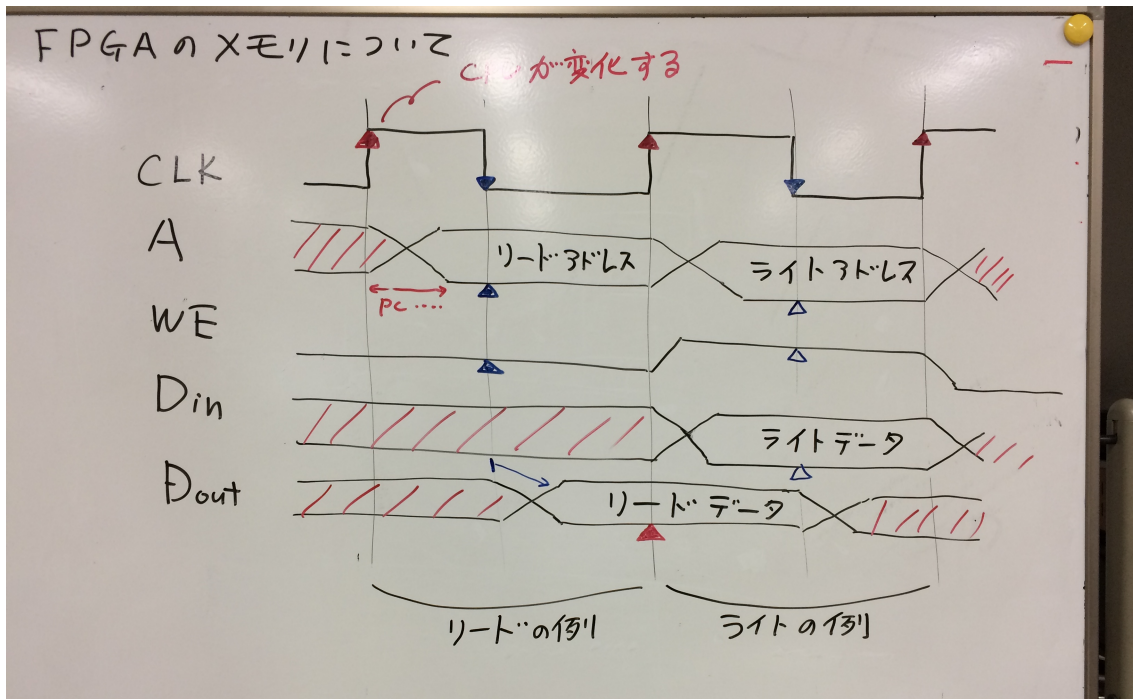 FPGAのメモリについて
が変化する
CLK
A
リードアドレス
ライトアドレス
PC ....
WE
Din
ライトデータ
Dout
リードデータ
リードの例
ライトの例